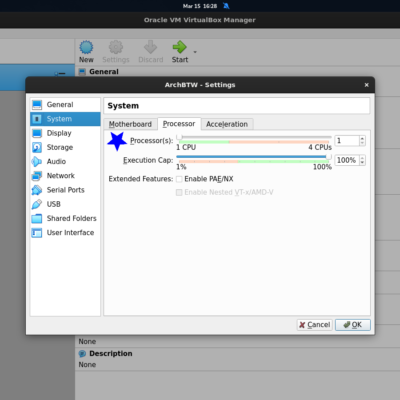 Mar 15 16:28
Oracle VM VirtualBox Manager
New Settings Discard Start
General
ArchBTW - Settings
General
System
Display
Storage
Audio
Network
Serial Ports
USB
Shared Folders
User Interface
System
Motherboard Processor Acceleration
Processor(s): 1
1 CPU 4 CPUs
Execution Cap: 100%
1% 100%
Extended Features: Enable PAE/NX
Enable Nested VT-x/AMD-V
Cancel OK
None
Description
None